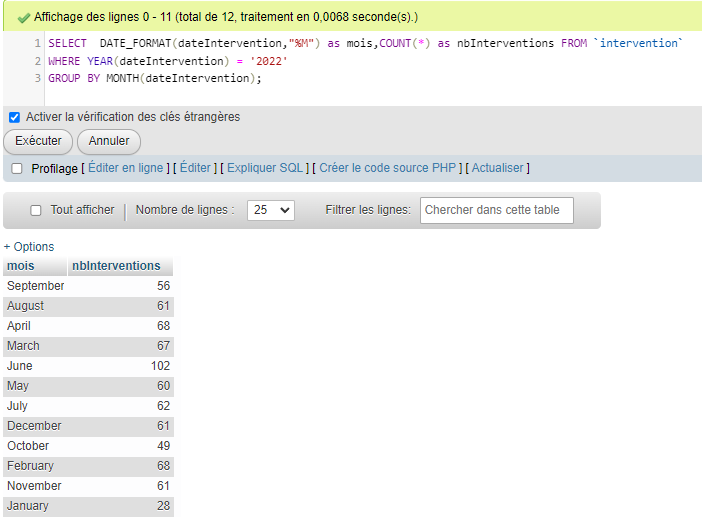 Affichage des lignes 0 - 11 (total de 12, traitement en 0,0068 seconde(s).)
1 SELECT  DATE_FORMAT(dateIntervention,"%M") as mois,COUNT(*) as nbInterventions FROM `intervention`
2 WHERE YEAR(dateIntervention) = '2022'
3 GROUP BY MONTH(dateIntervention);
Activer la vérification des clés étrangères
Exécuter Annuler
Profilage [ Éditer en ligne ] [ Éditer ] [ Expliquer SQL ] [ Créer le code source PHP ] [ Actualiser ]
Tout afficher | Nombre de lignes : 25 Filtrer les lignes: Chercher dans cette table
+ Options
mois nbInterventions
September 56
August 61
April 68
March 67
June 102
May 60
July 62
December 61
October 49
February 68
November 61
January 28